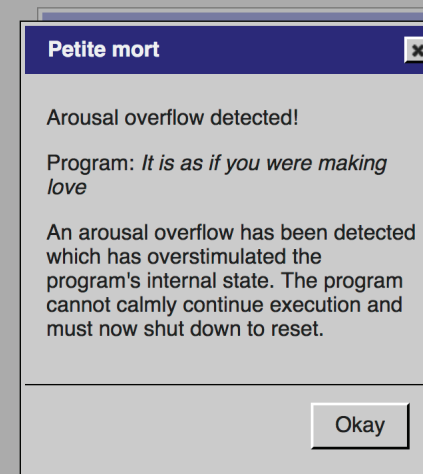 Petite mort
Arousal overflow detected!
Program: It is as if you were making
love
An arousal overflow has been detected
which has overstimulated the
program's internal state. The program
cannot calmly continue execution and
must now shut down to reset.
Okay